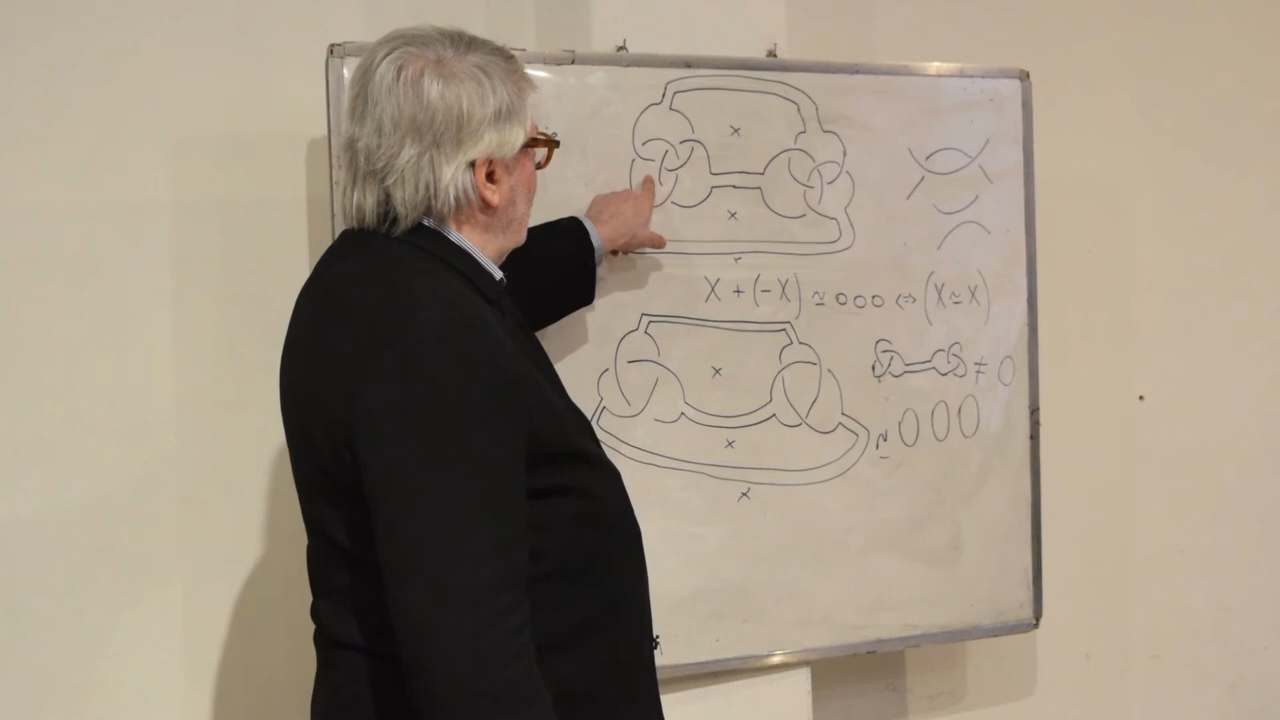 x
x
r
X + (-X) ≃ 000 ⇔ (X ≃ X)
x
≠ 0
x
≃ 000
x